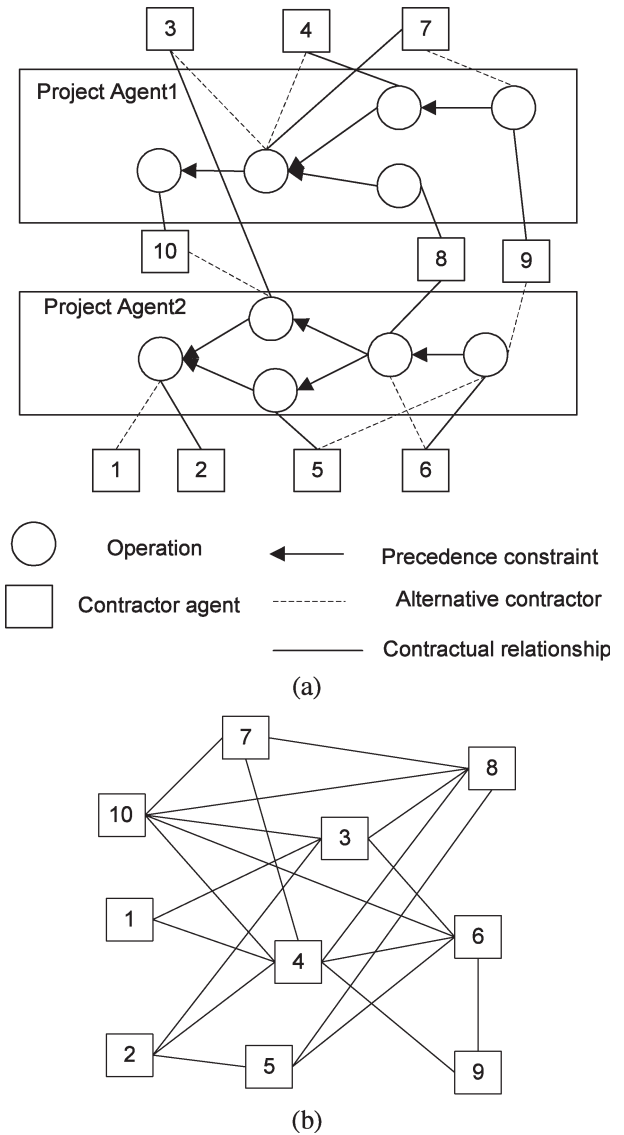 3 4 7
Project Agent1
10 8 9
Project Agent2
1 2 5 6
Operation
Precedence constraint
Contractor agent
Alternative contractor
Contractual relationship
(a)
7
8
10
3
1
6
4
2
5
9
(b)